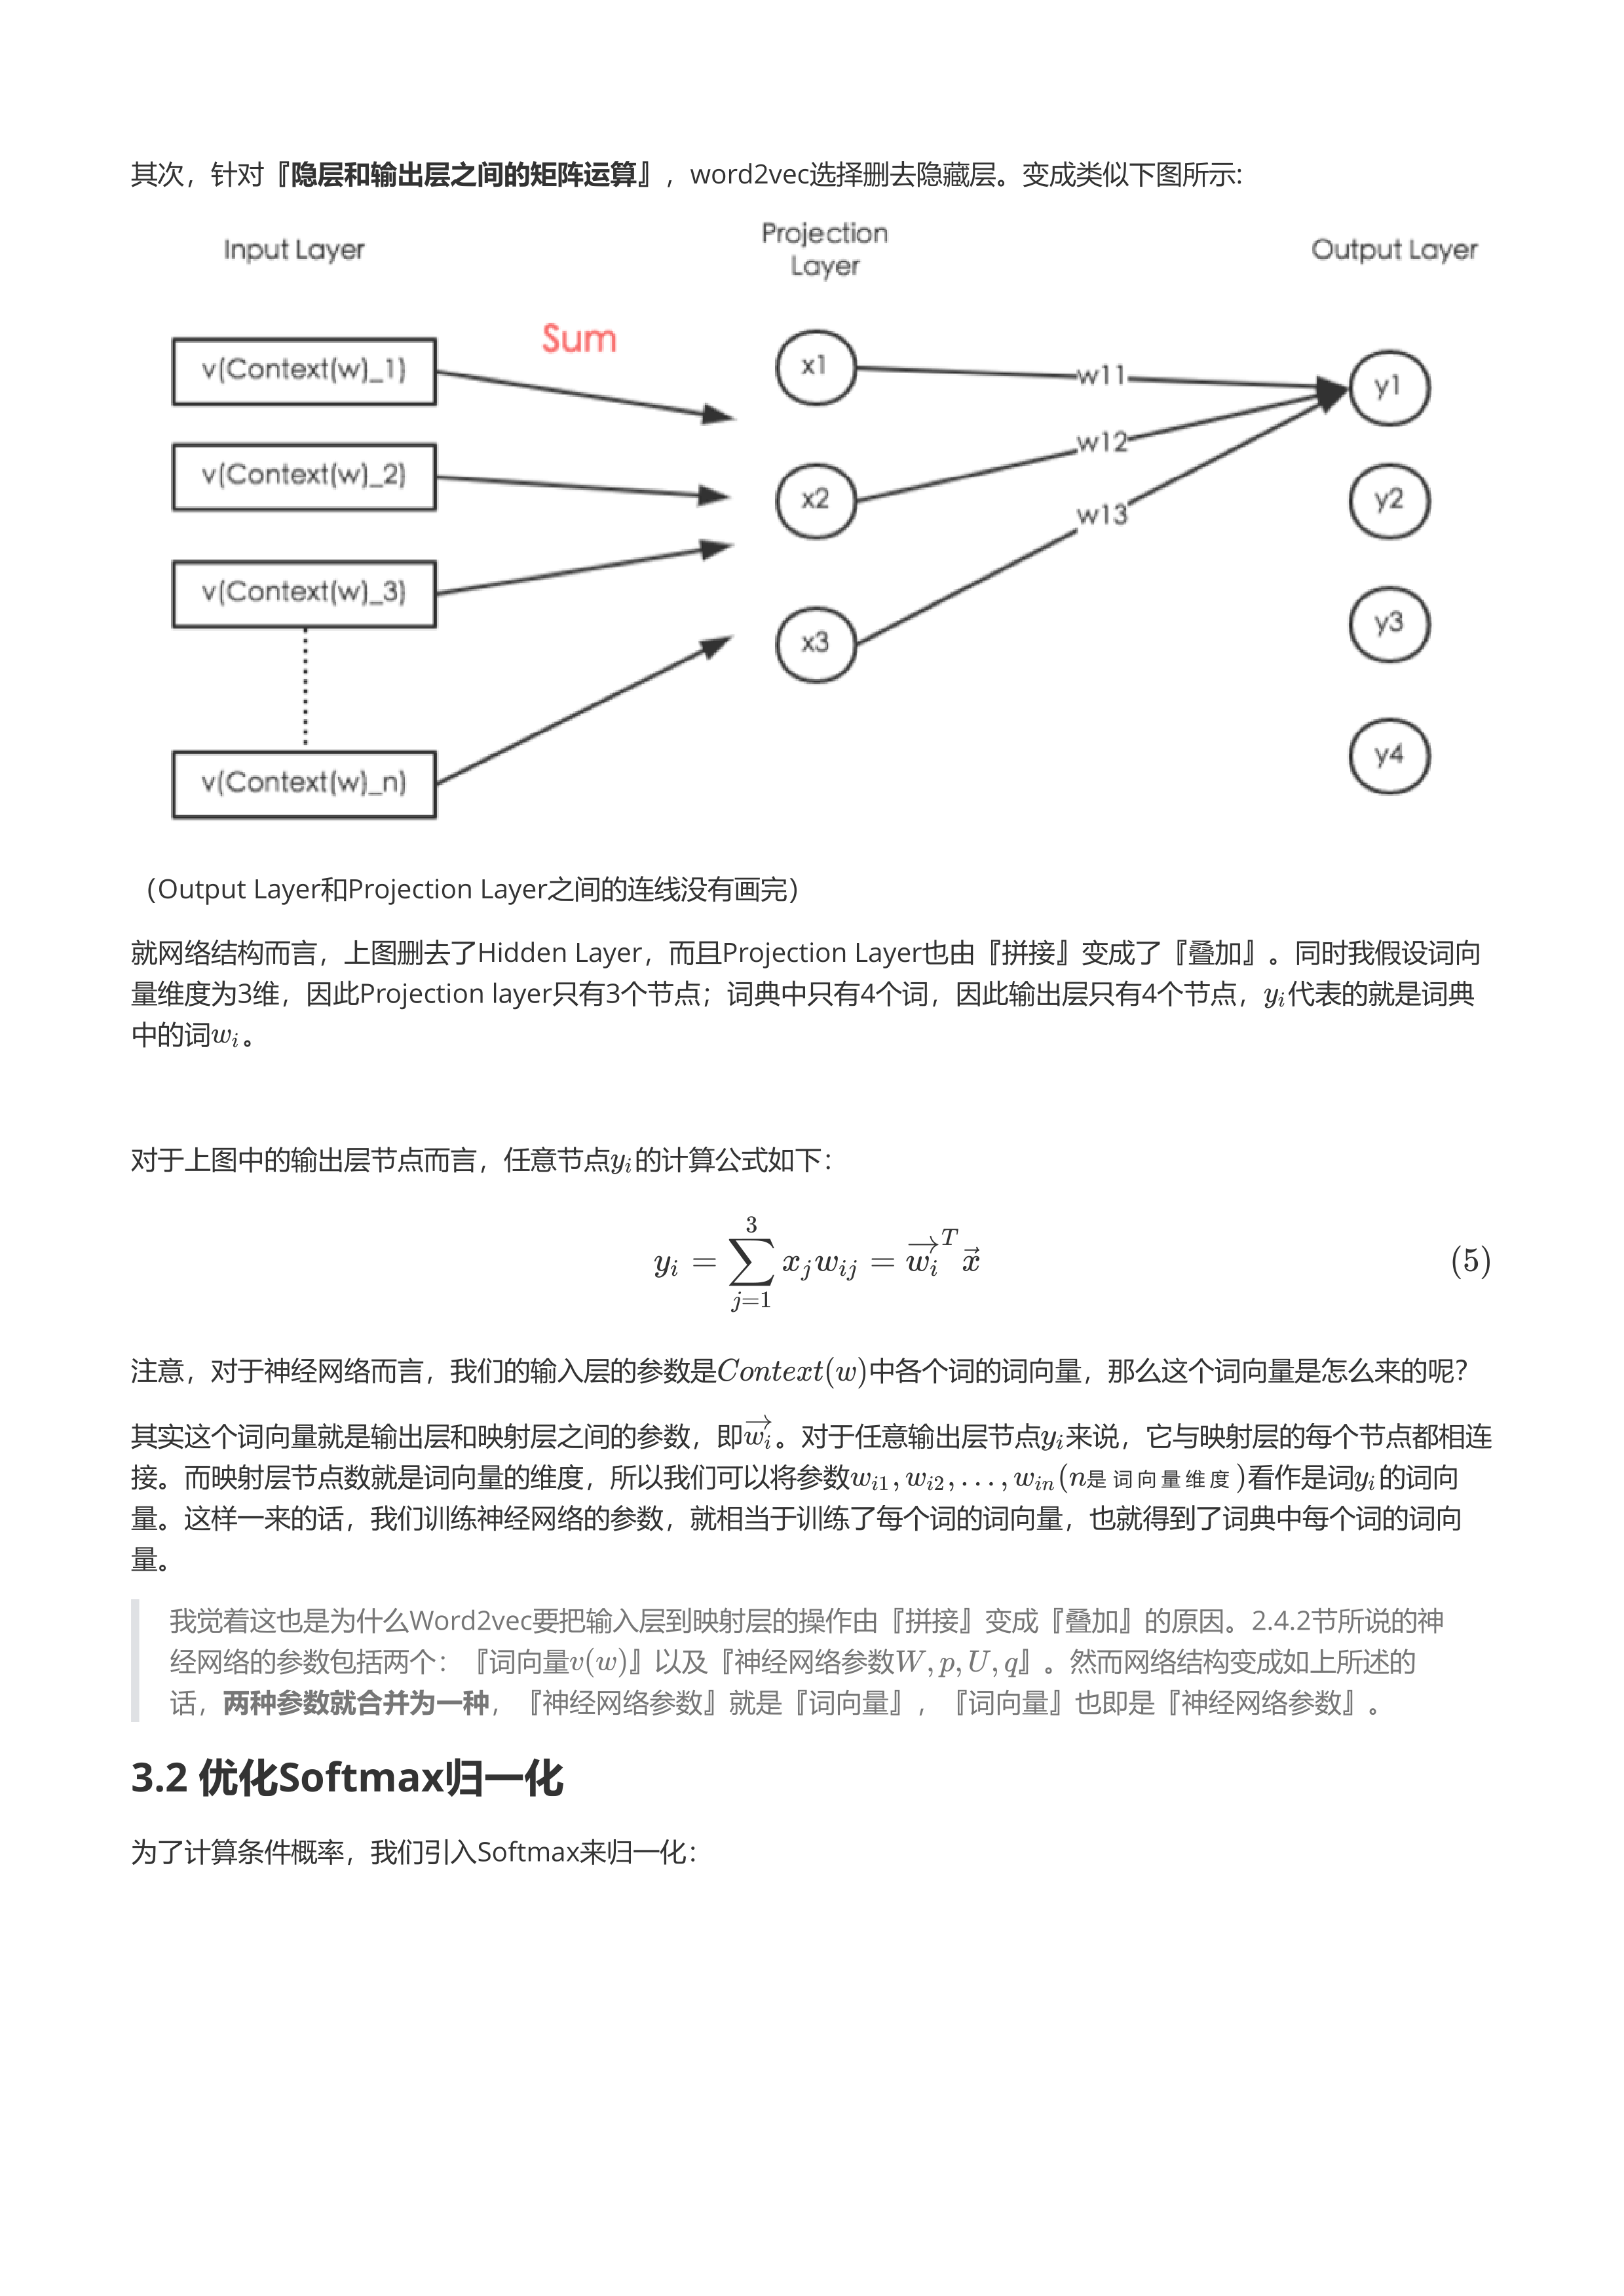 其次，针对『隐层和输出层之间的矩阵运算』，word2vec选择删去隐藏层。变成类似下图所示:
Input Layer
Projection
Layer
Output Layer
Sum
v(Context(w)_1)
x1
w11
y1
v(Context(w)_2)
x2
w12
y2
w13
v(Context(w)_3)
x3
y3
v(Context(w)_n)
y4
（Output Layer和Projection Layer之间的连线没有画完）
就网络结构而言，上图删去了Hidden Layer，而且Projection Layer也由『拼接』变成了『叠加』。同时我假设词向
量维度为3维，因此Projection layer只有3个节点；词典中只有4个词，因此输出层只有4个节点，$y_i$代表的就是词典
中的词$w_i$。
对于上图中的输出层节点而言，任意节点$y_i$的计算公式如下：
$y_i = \sum_{j=1}^{3} x_j w_{ij} = \overrightarrow{w_i}^T \vec{x}$ (5)
注意，对于神经网络而言，我们的输入层的参数是$Context(w)$中各个词的词向量，那么这个词向量是怎么来的呢？
其实这个词向量就是输出层和映射层之间的参数，即$\overrightarrow{w_i}$。对于任意输出层节点$y_i$来说，它与映射层的每个节点都相连
接。而映射层节点数就是词向量的维度，所以我们可以将参数$w_{i1}, w_{i2}, \ldots, w_{in}(n是词向量维度)$看作是词$y_i$的词向
量。这样一来的话，我们训练神经网络的参数，就相当于训练了每个词的词向量，也就得到了词典中每个词的词向
量。
我觉着这也是为什么Word2vec要把输入层到映射层的操作由『拼接』变成『叠加』的原因。2.4.2节所说的神
经网络的参数包括两个：『词向量$v(w)$』以及『神经网络参数$W, p, U, q$』。然而网络结构变成如上所述的
话，两种参数就合并为一种，『神经网络参数』就是『词向量』，『词向量』也即是『神经网络参数』。
3.2 优化Softmax归一化
为了计算条件概率，我们引入Softmax来归一化：